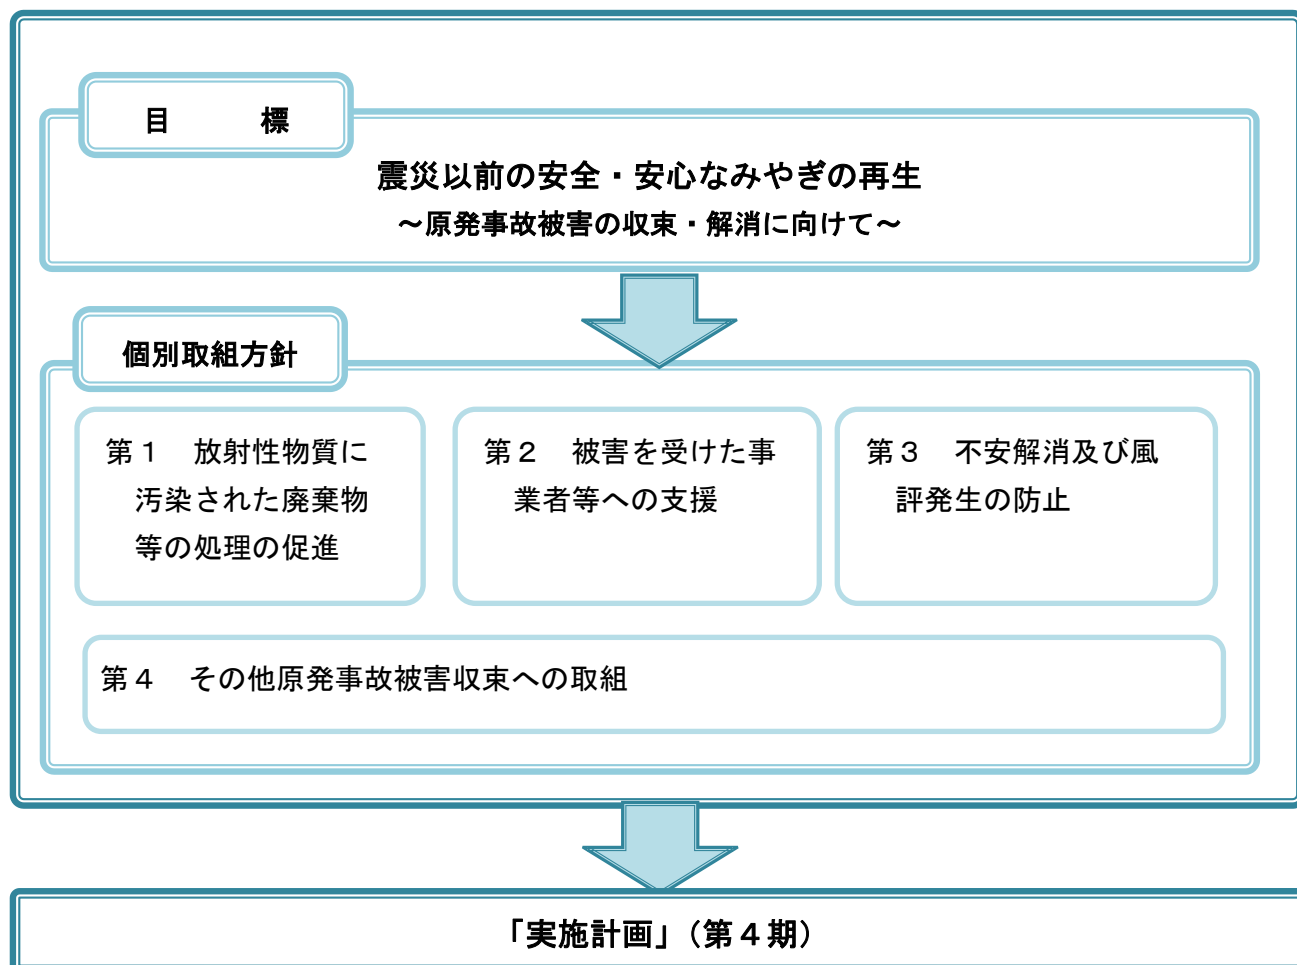 目　　　標
震災以前の安全・安心なみやぎの再生
～原発事故被害の収束・解消に向けて～
個別取組方針
第１　放射性物質に
汚染された廃棄物
等の処理の促進
第２　被害を受けた事
業者等への支援
第３　不安解消及び風
評発生の防止
第４　その他原発事故被害収束への取組
「実施計画」（第４期）